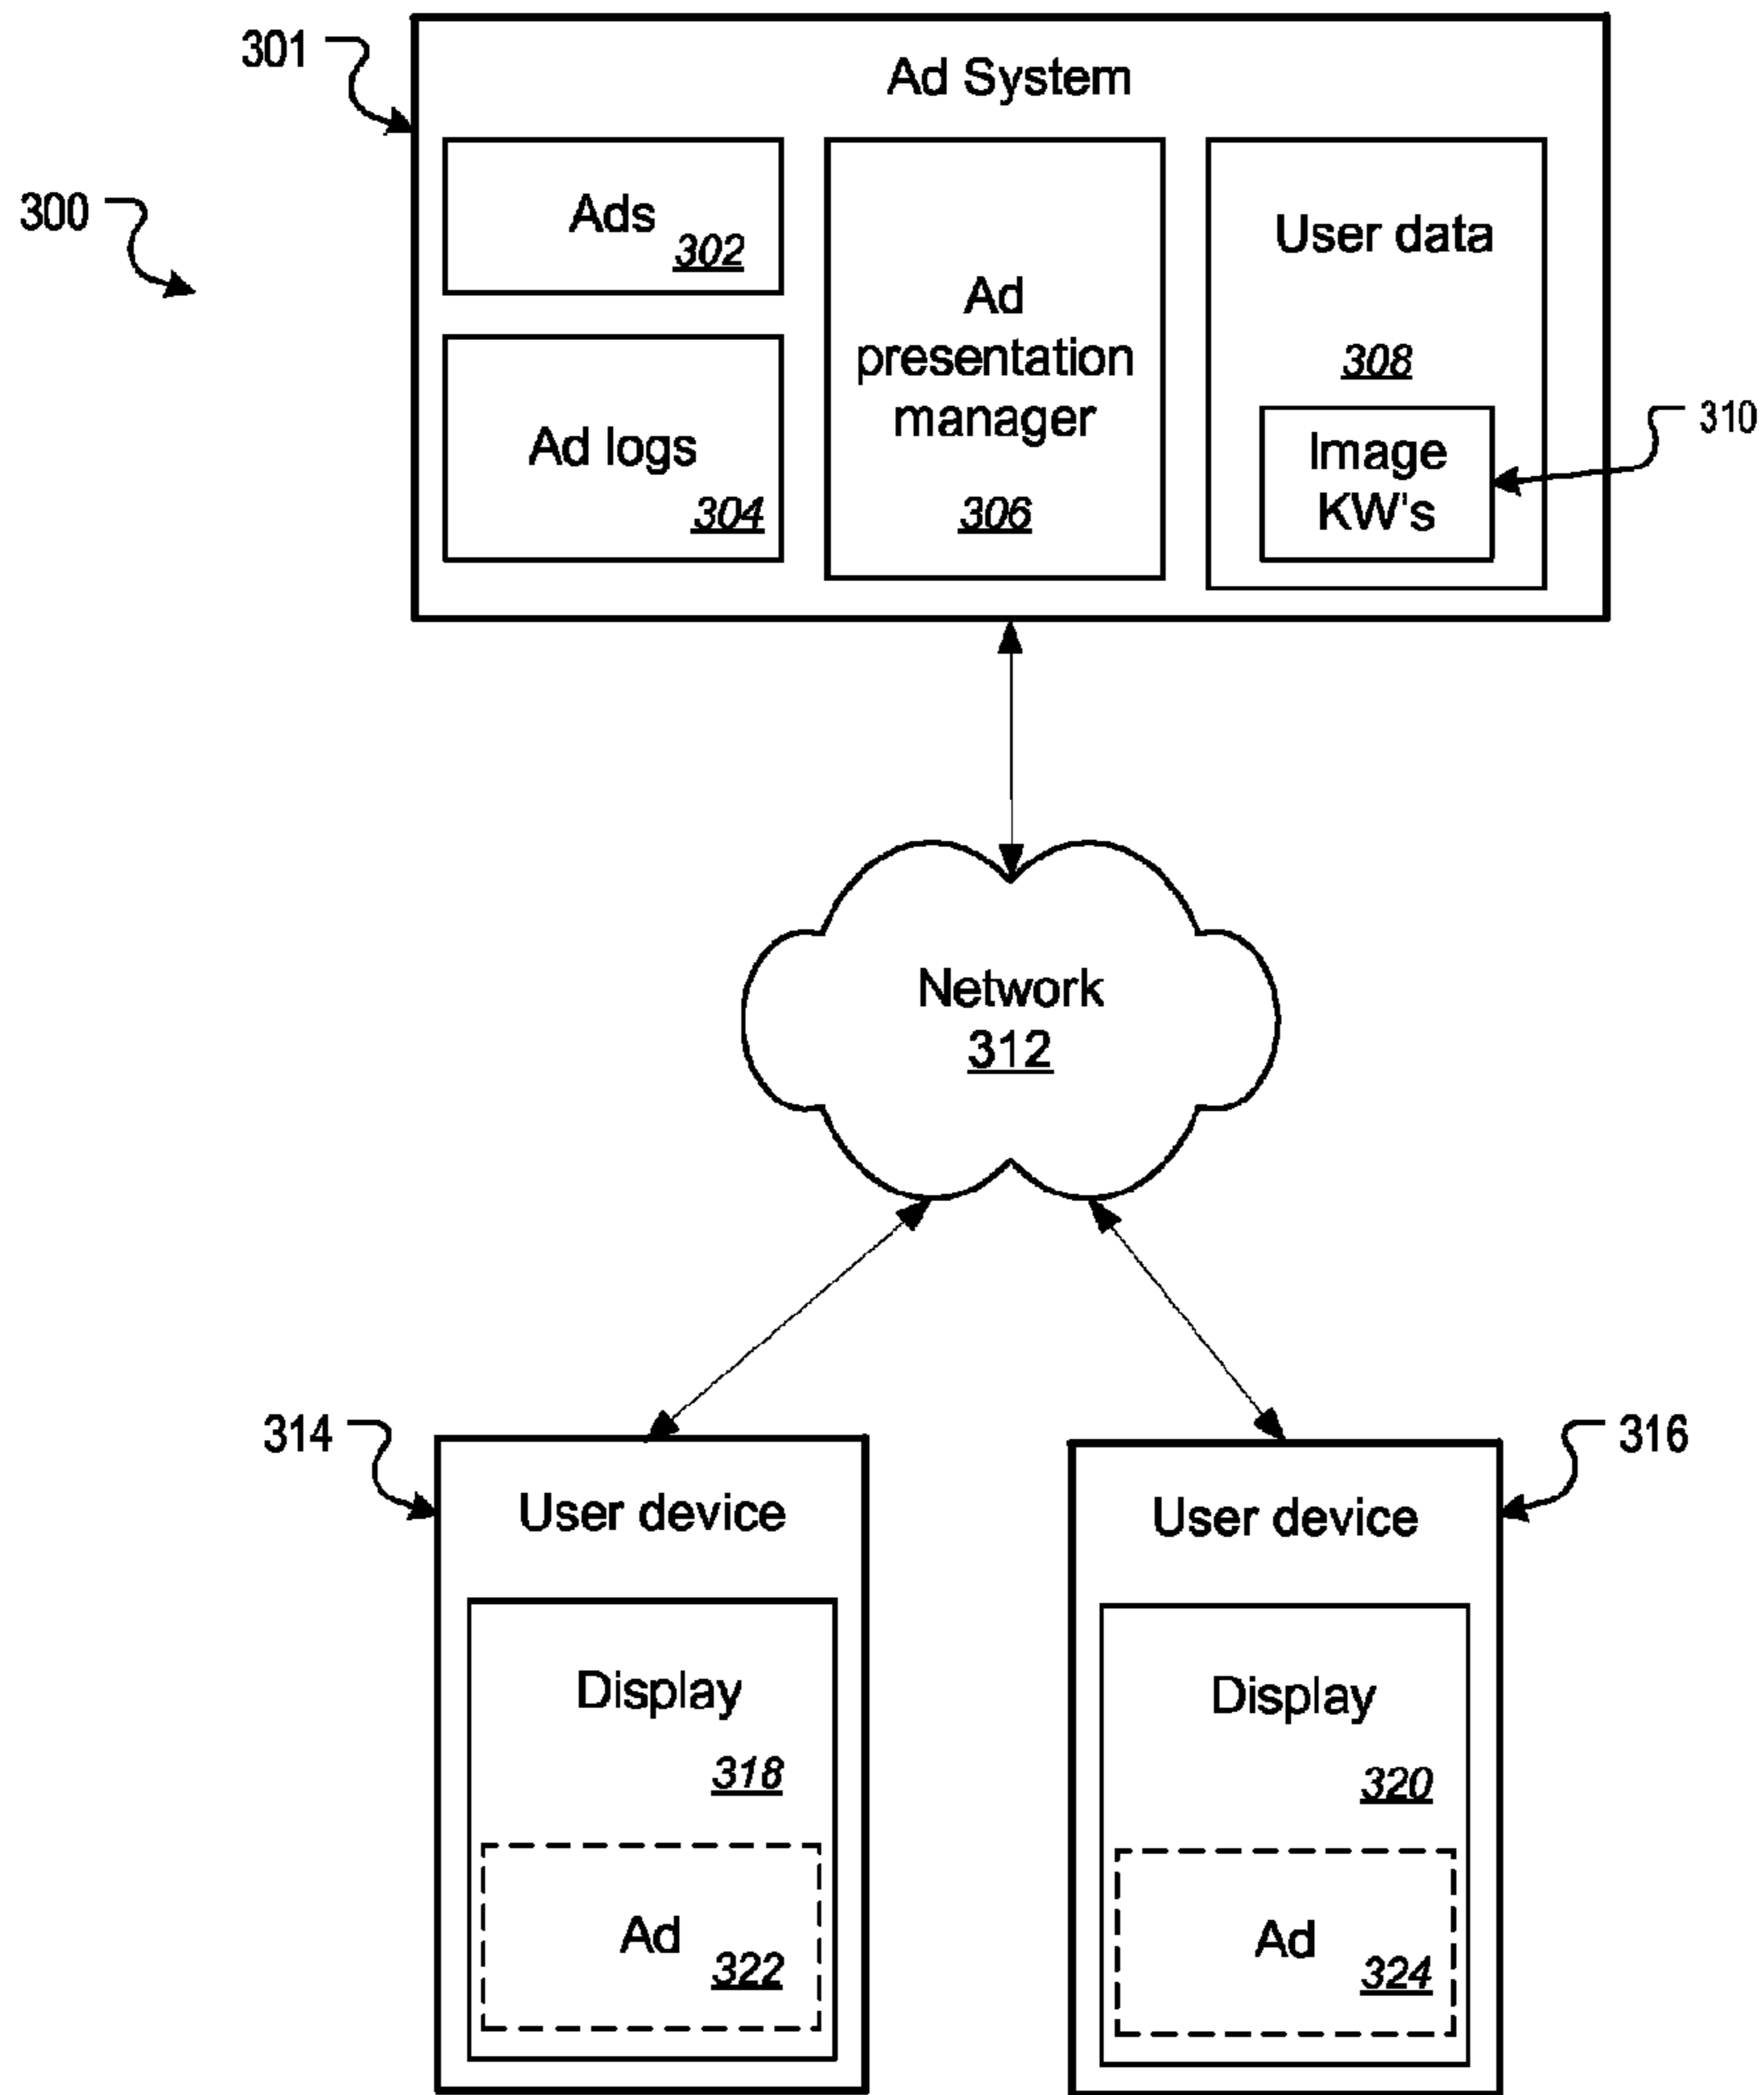 301
Ad System
300
Ads
302
Ad logs
304
Ad
presentation
manager
306
User data
308
Image
KW's
310
Network
312
314
User device
Display
318
Ad
322
316
User device
Display
320
Ad
324